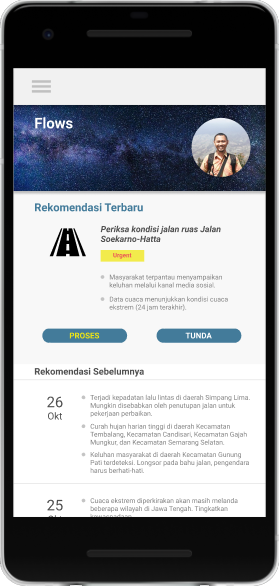 Flows
Rekomendasi Terbaru
Periksa kondisi jalan ruas Jalan
Soekarno-Hatta
Urgent
Masyarakat terpantau menyampaikan
keluhan melalui kanal media sosial.
Data cuaca menunjukkan kondisi cuaca
ekstrem (24 jam terakhir).
PROSES
TUNDA
Rekomendasi Sebelumnya
26
Okt
Terjadi kepadatan lalu lintas di daerah Simpang Lima.
Mungkin disebabkan oleh penutupan jalan untuk
pekerjaan perbaikan.
Curah hujan harian tinggi di daerah Kecamatan
Tembalang, Kecamatan Candisari, Kecamatan Gajah
Mungkur, dan Kecamatan Semarang Selatan.
Keluhan masyarakat di daerah Kecamatan Gunung
Pati terdeteksi. Longsor pada bahu jalan, pengendara
harus berhati-hati.
25
Cuaca ekstrem diperkirakan akan masih melanda
beberapa wilayah di Jawa Tengah. Tingkatkan